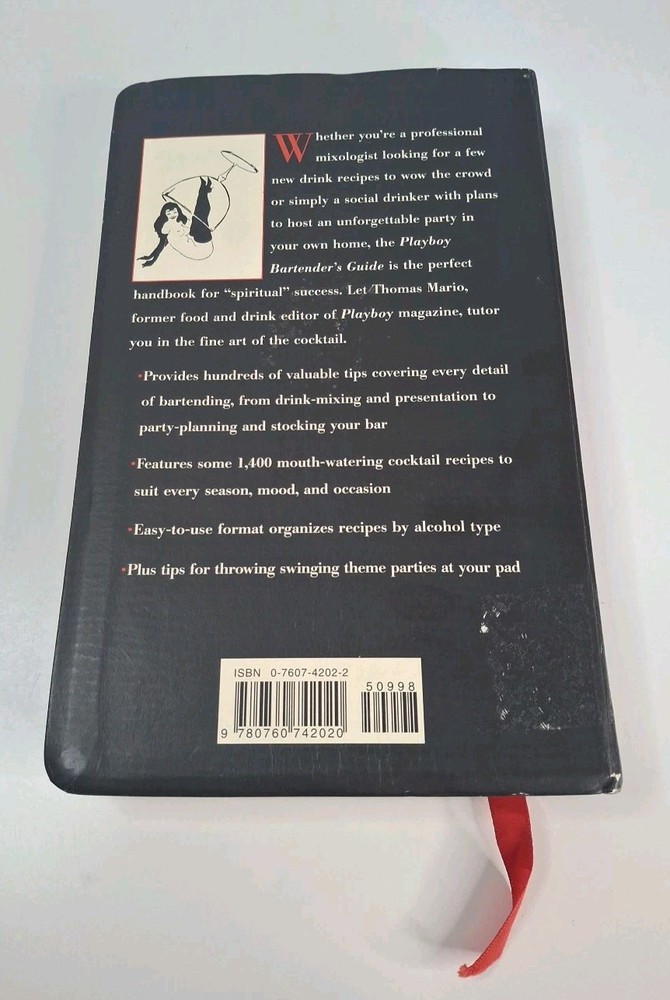 Whether you're a professional
mixologist looking for a few
new drink recipes to wow the crowd
or simply a social drinker with plans
to host an unforgettable party in
your own home, the Playboy
Bartender's Guide is the perfect
handbook for “spiritual” success. Let Thomas Mario,
former food and drink editor of Playboy magazine, tutor
you in the fine art of the cocktail.
•Provides hundreds of valuable tips covering every detail
of bartending, from drink-mixing and presentation to
party-planning and stocking your bar
•Features some 1,400 mouth-watering cocktail recipes to
suit every season, mood, and occasion
•Easy-to-use format organizes recipes by alcohol type
•Plus tips for throwing swinging theme parties at your pad
ISBN 0-7607-4202-2
50998
9 780760 742020